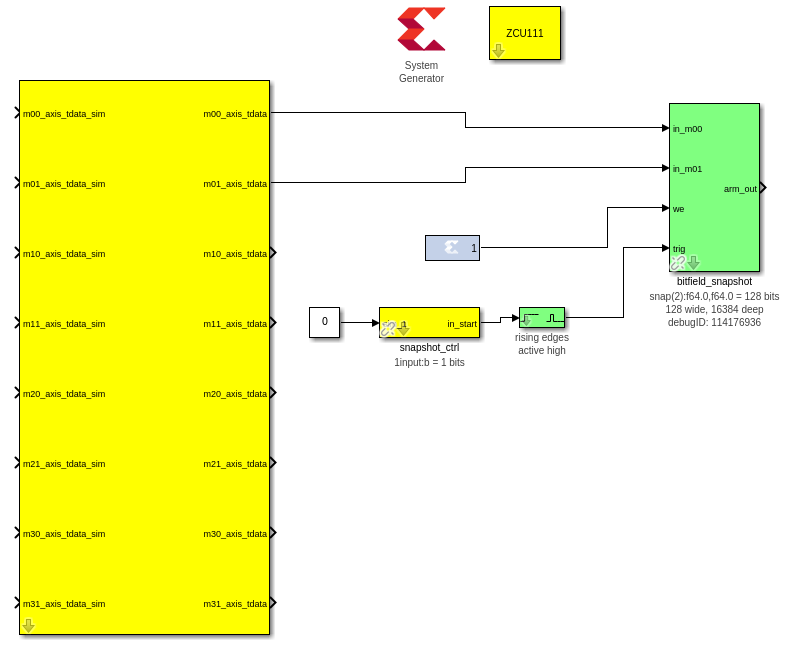 System
Generator
ZCU111
m00_axis_tdata_sim m00_axis_tdata
m01_axis_tdata_sim m01_axis_tdata
m10_axis_tdata_sim m10_axis_tdata
m11_axis_tdata_sim m11_axis_tdata
m20_axis_tdata_sim m20_axis_tdata
m21_axis_tdata_sim m21_axis_tdata
m30_axis_tdata_sim m30_axis_tdata
m31_axis_tdata_sim m31_axis_tdata
in_m00
in_m01
arm_out
we
trig
bitfield_snapshot
snap(2):f64.0,f64.0 = 128 bits
128 wide, 16384 deep
debugID: 114176936
1
0
in_start
snapshot_ctrl
1input:b = 1 bits
rising edges
active high